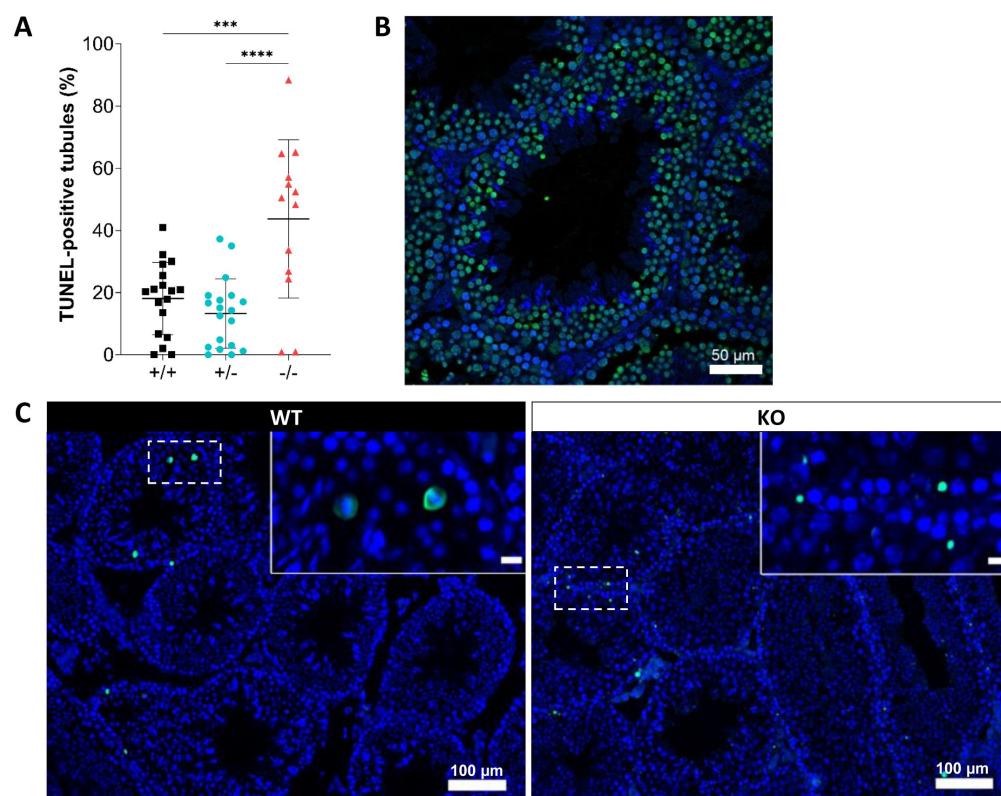 A
***
****
TUNEL-positive tubules (%)
100
80
60
40
20
0
+/+
+/-
-/-
B
50 µm
C
WT
KO
100 µm
100 µm